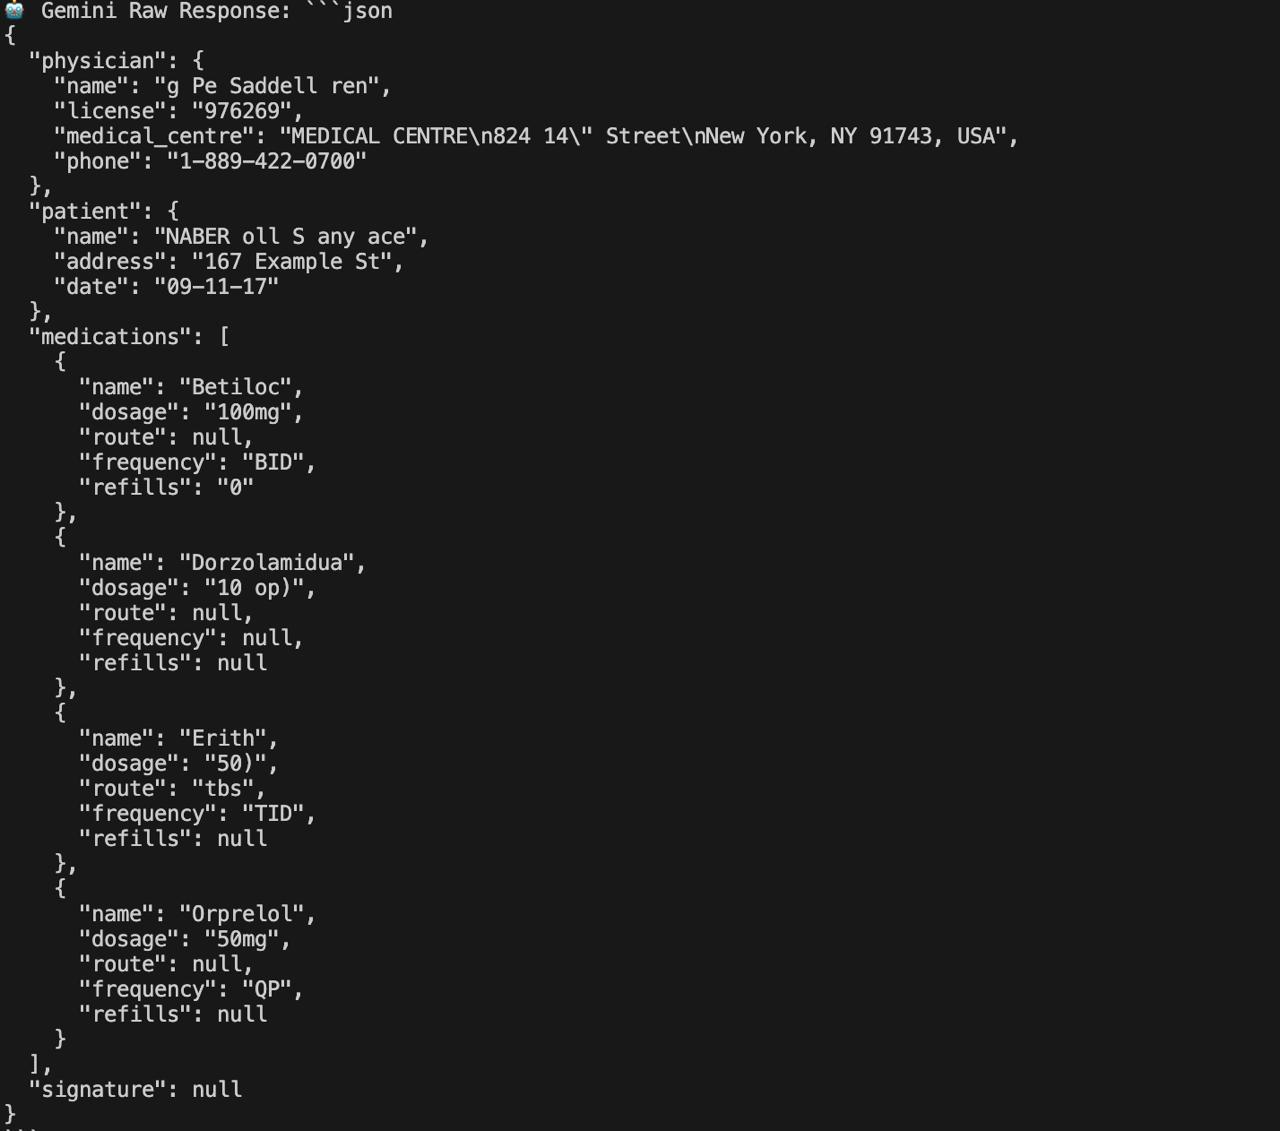 🤖 Gemini Raw Response: ```json
{
  "physician": {
    "name": "g Pe Saddell ren",
    "license": "976269",
    "medical_centre": "MEDICAL CENTRE\n824 14\" Street\nNew York, NY 91743, USA",
    "phone": "1-889-422-0700"
  },
  "patient": {
    "name": "NABER oll S any ace",
    "address": "167 Example St",
    "date": "09-11-17"
  },
  "medications": [
    {
      "name": "Betiloc",
      "dosage": "100mg",
      "route": null,
      "frequency": "BID",
      "refills": "0"
    },
    {
      "name": "Dorzolamidua",
      "dosage": "10 op)",
      "route": null,
      "frequency": null,
      "refills": null
    },
    {
      "name": "Erith",
      "dosage": "50)",
      "route": "tbs",
      "frequency": "TID",
      "refills": null
    },
    {
      "name": "Orprelol",
      "dosage": "50mg",
      "route": null,
      "frequency": "QP",
      "refills": null
    }
  ],
  "signature": null
}
```